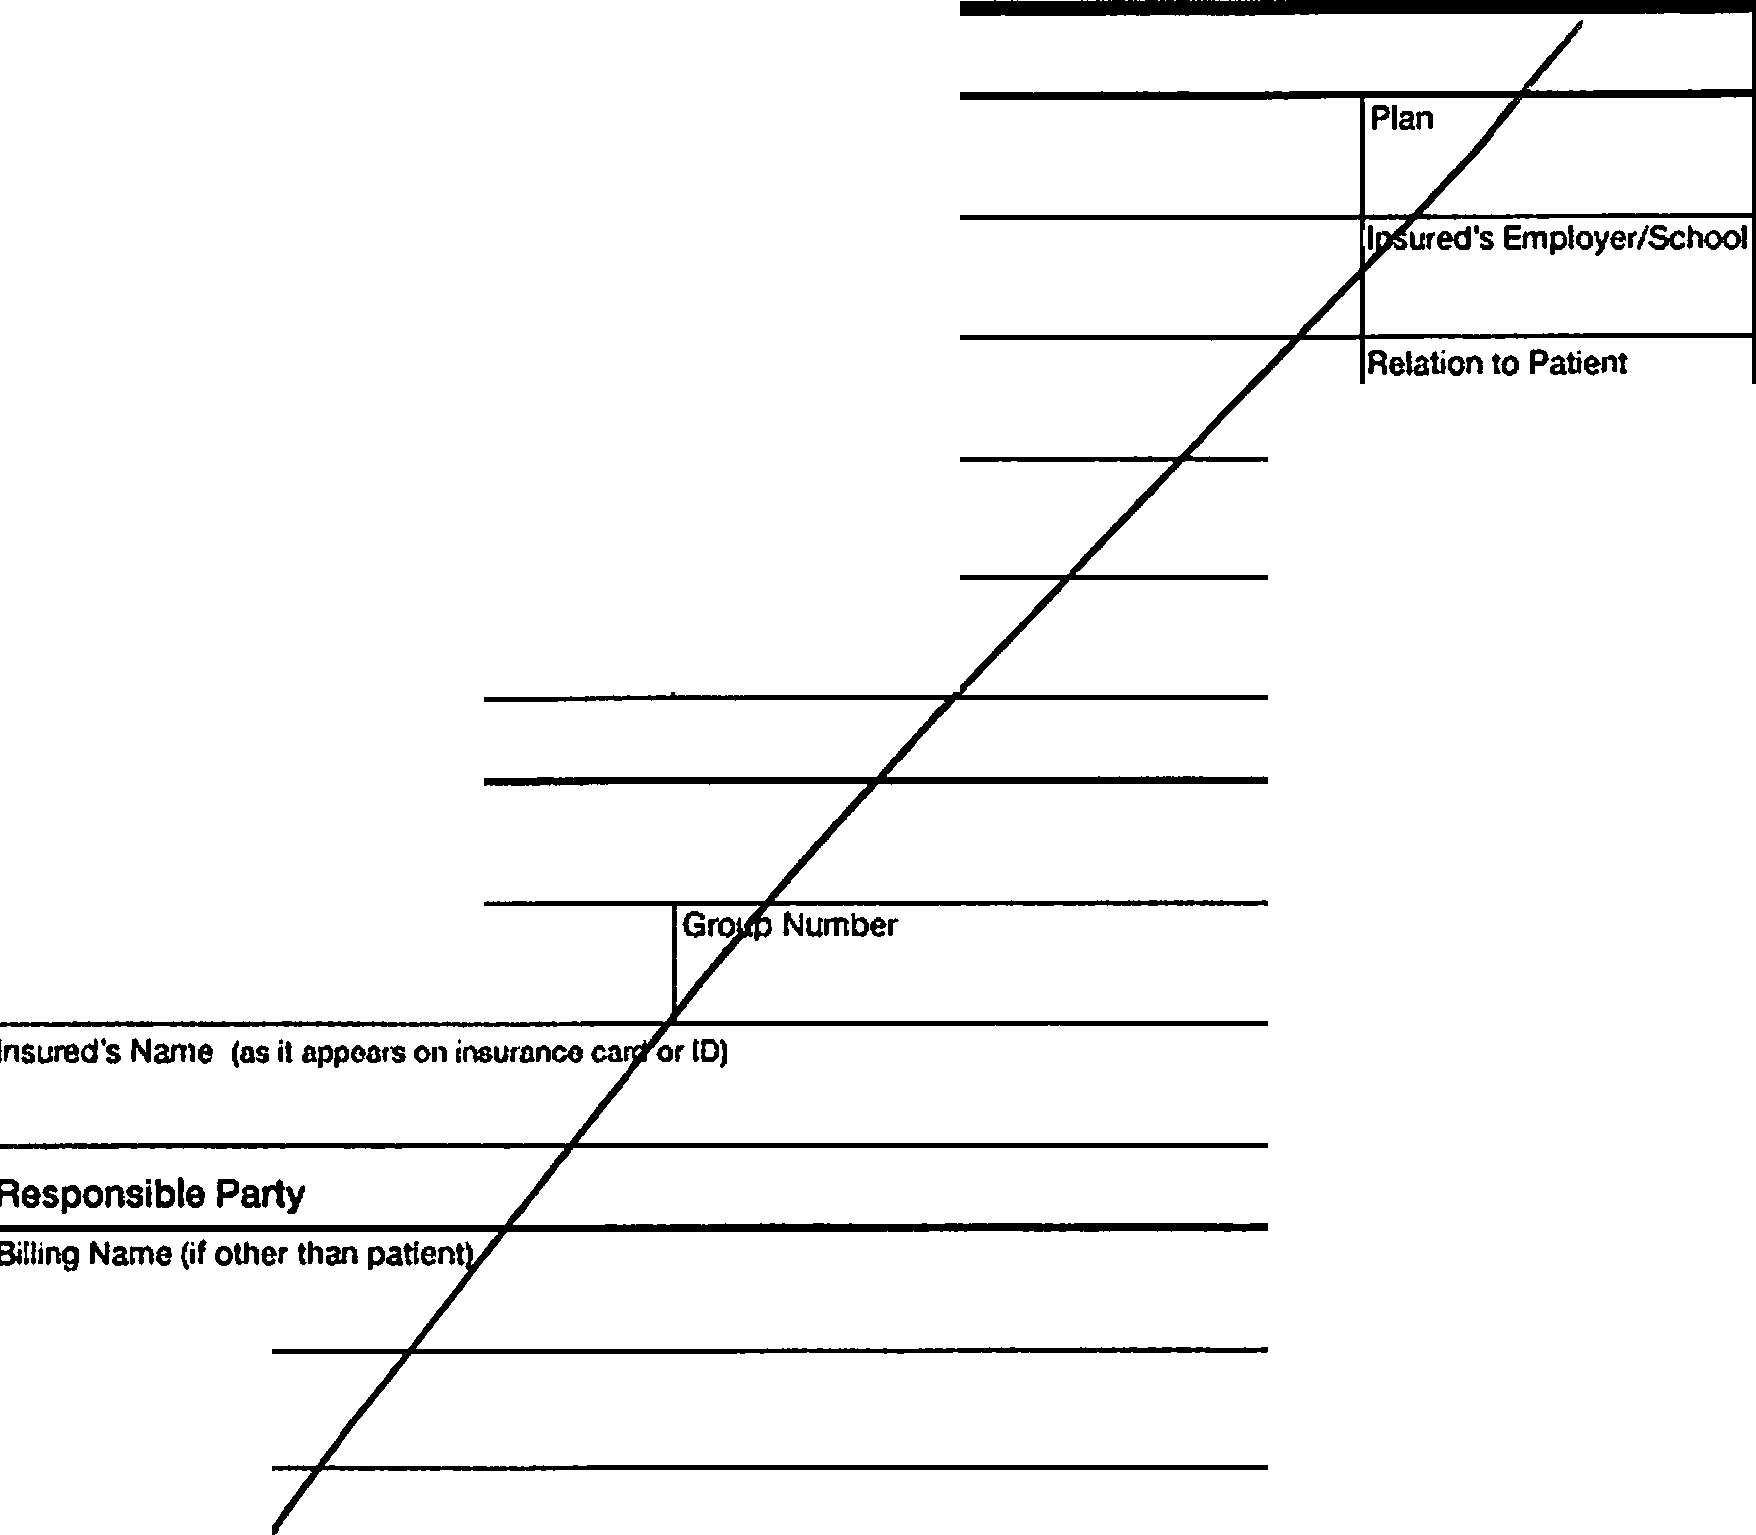 Plan
Insured's Employer/School
Relation to Patient
Group Number
Insured's Name (as it appears on insurance card or ID)
Responsible Party
Billing Name (if other than patient)